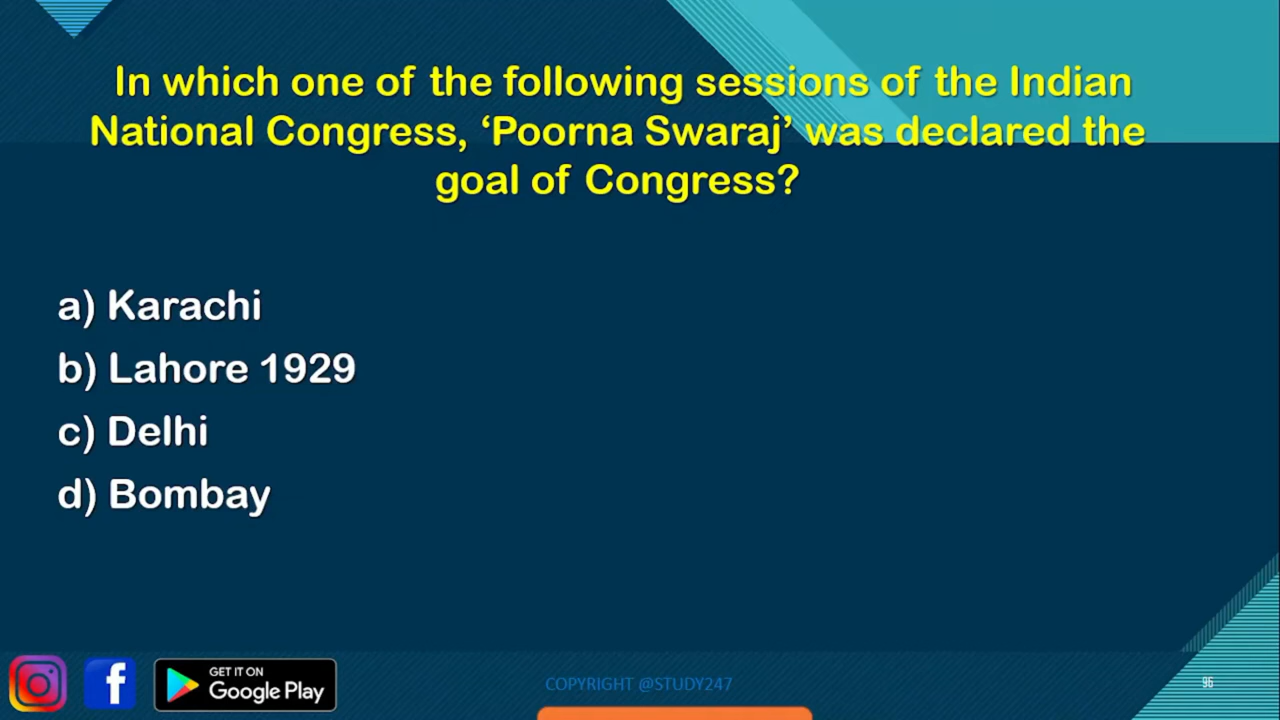 In which one of the following sessions of the Indian
National Congress, ‘Poorna Swaraj’ was declared the
goal of Congress?
a) Karachi
b) Lahore 1929
c) Delhi
d) Bombay
GET IT ON
Google Play
COPYRIGHT @STUDY247
96